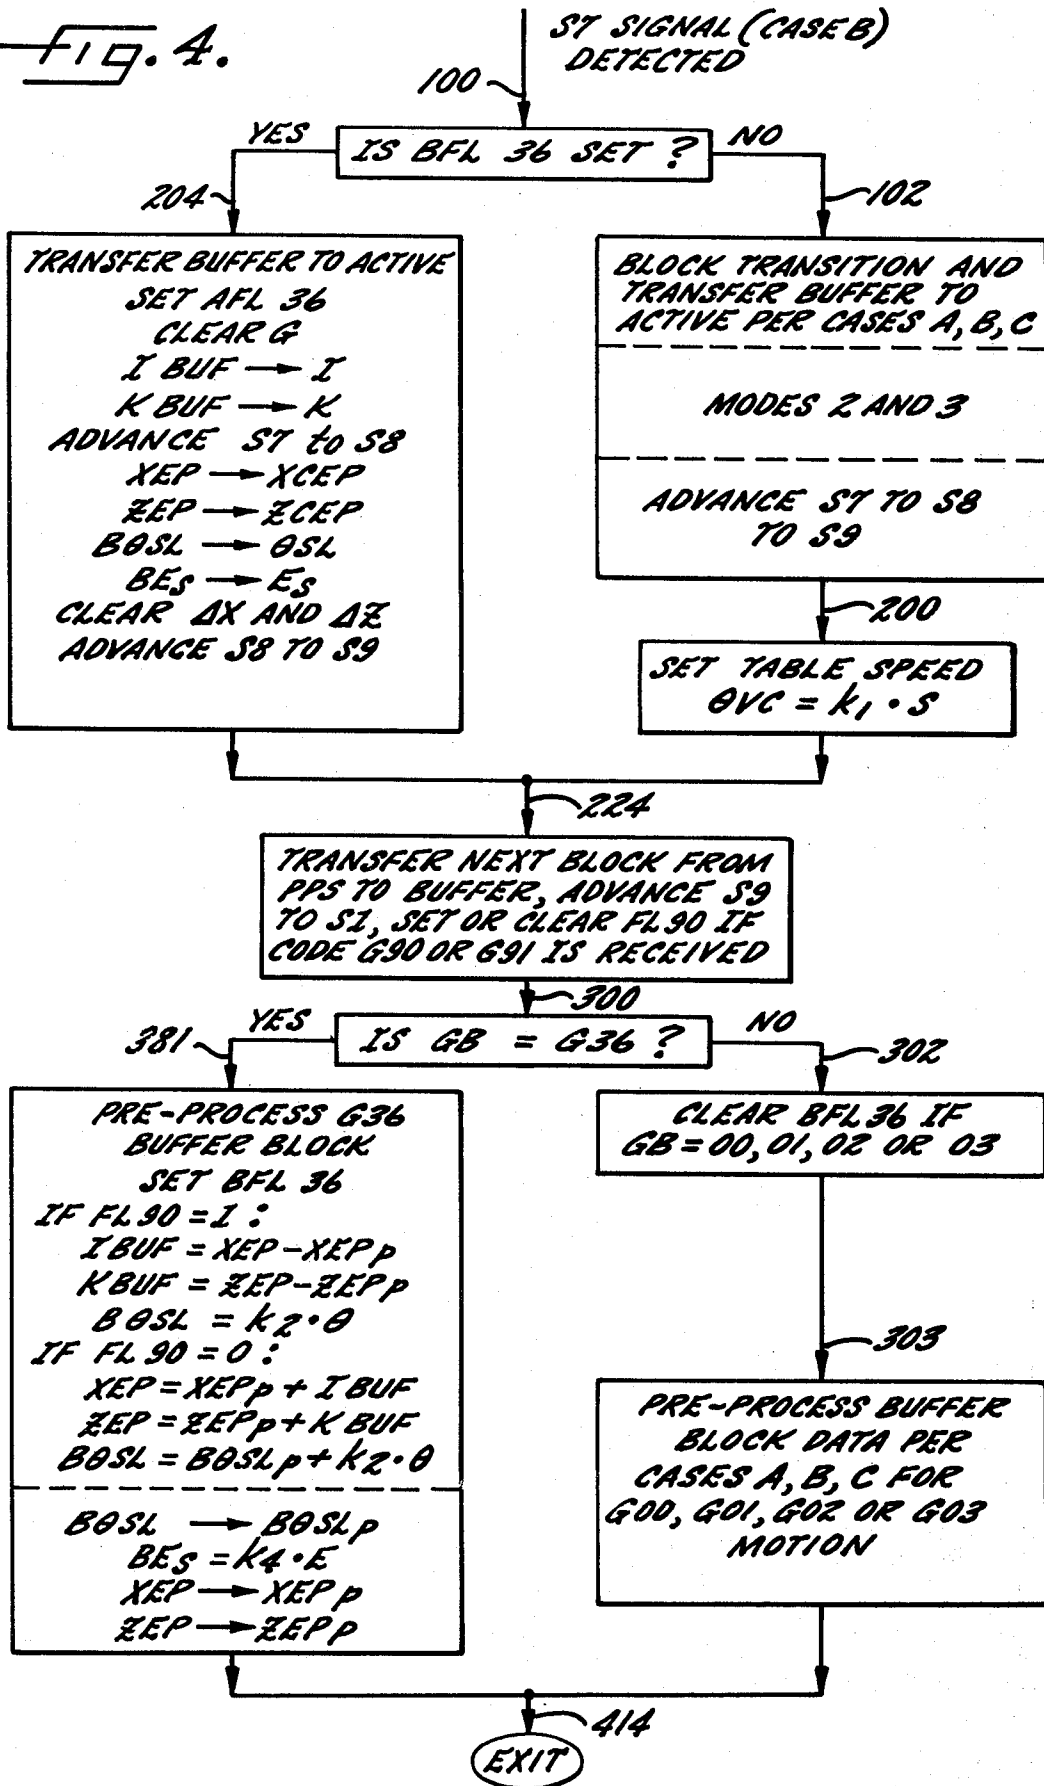 Fig. 4.
S7 SIGNAL (CASE B)
DETECTED
100
YES
IS BFL 36 SET ?
NO
204
102
TRANSFER BUFFER TO ACTIVE
SET AFL 36
CLEAR G
I BUF → I
K BUF → K
ADVANCE S7 to S8
XEP → XCEP
ZEP → ZCEP
BθSL → θSL
BES → ES
CLEAR ΔX AND ΔZ
ADVANCE S8 TO S9
BLOCK TRANSITION AND
TRANSFER BUFFER TO
ACTIVE PER CASES A, B, C
MODES 2 AND 3
ADVANCE S7 TO S8
TO S9
200
SET TABLE SPEED
θVC = k1 • S
224
TRANSFER NEXT BLOCK FROM
PPS TO BUFFER, ADVANCE S9
TO S1, SET OR CLEAR FL90 IF
CODE G90 OR G91 IS RECEIVED
300
YES
IS GB = G36 ?
NO
381
302
PRE-PROCESS G36
BUFFER BLOCK
SET BFL 36
IF FL90 = 1 :
I BUF = XEP-XEPp
K BUF = ZEP-ZEPp
BθSL = k2 • θ
IF FL 90 = 0 :
XEP = XEPp + I BUF
ZEP = ZEPp + K BUF
BθSL = BθSLp + k2 • θ
BθSL → BθSLp
BES = k4 • E
XEP → XEPp
ZEP → ZEPp
CLEAR BFL36 IF
GB = 00, 01, 02 OR 03
303
PRE-PROCESS BUFFER
BLOCK DATA PER
CASES A, B, C FOR
G00, G01, G02 OR G03
MOTION
414
EXIT